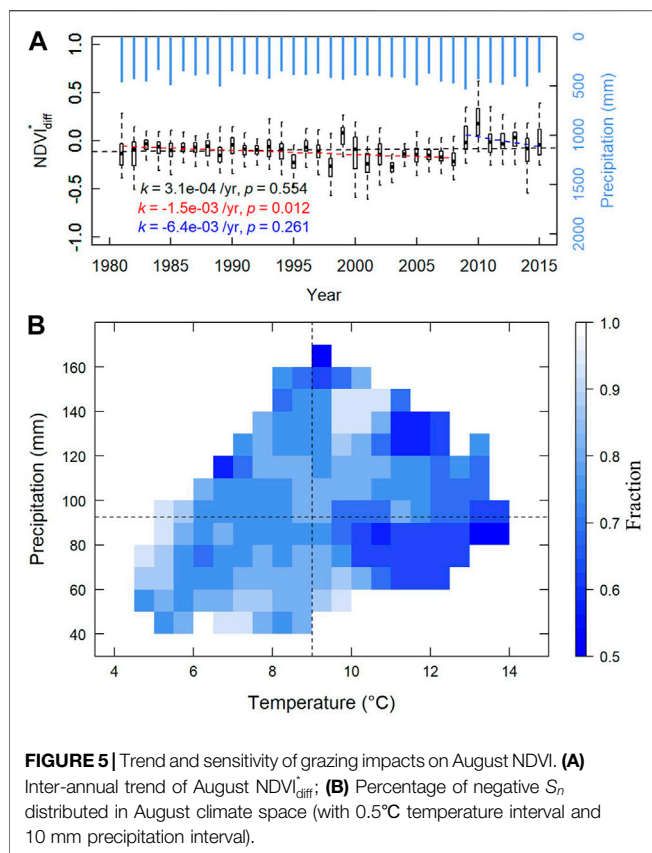 A
1.0
0.5
0.0
-0.5
-1.0
NDVI*diff
0
500
1000
1500
2000
Precipitation (mm)
k = 3.1e-04 /yr, p = 0.554
k = -1.5e-03 /yr, p = 0.012
k = -6.4e-03 /yr, p = 0.261
1980 1985 1990 1995 2000 2005 2010 2015
Year
B
160
140
120
100
80
60
40
Precipitation (mm)
4 6 8 10 12 14
Temperature (°C)
1.0
0.9
0.8
0.7
0.6
0.5
Fraction
FIGURE 5 | Trend and sensitivity of grazing impacts on August NDVI. (A)
Inter-annual trend of August NDVI*diff; (B) Percentage of negative Sn
distributed in August climate space (with 0.5°C temperature interval and
10 mm precipitation interval).